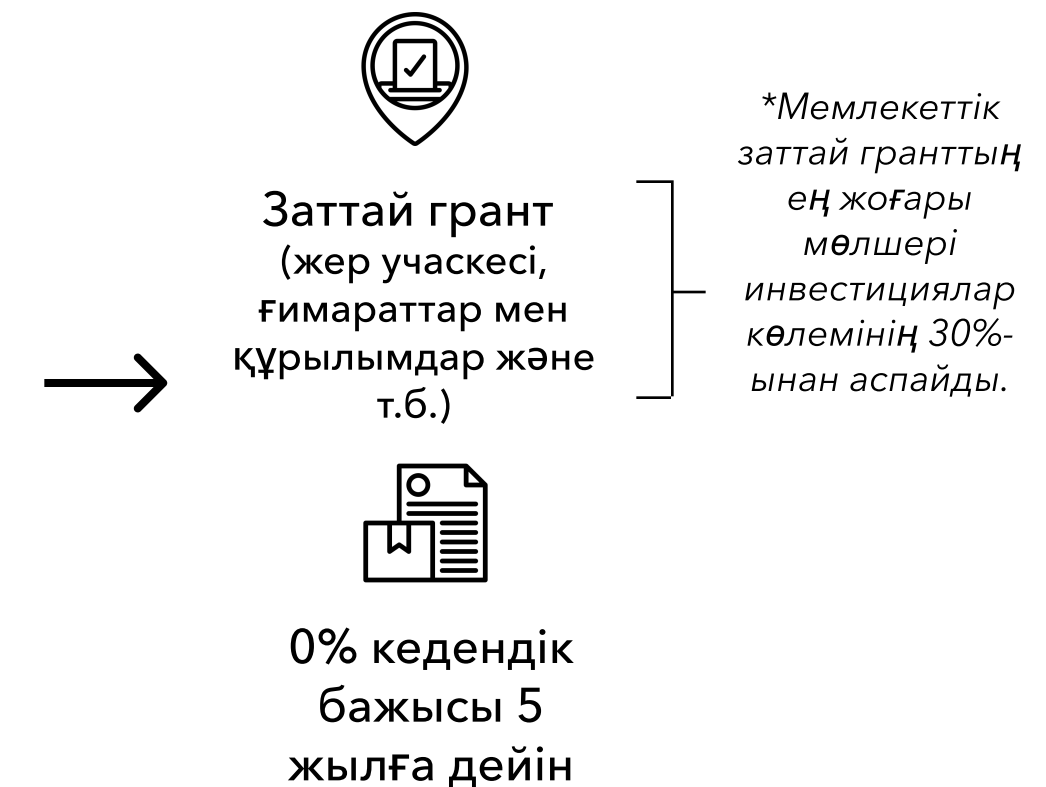 Заттай грант
(жер учаскесі,
ғимараттар мен
құрылымдар және
т.б.)
*Мемлекеттік
заттай гранттың
ең жоғары
мөлшері
инвестициялар
көлемінің 30%-
ынан аспайды.
0% кедендік
бажысы 5
жылға дейін